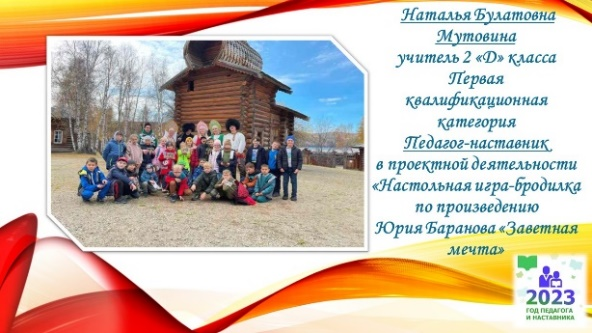 Наталья Булатовна
Мутовина
учитель 2 «D» класса
Первая
квалификационная
категория
Педагог-наставник
в проектной деятельности
«Настольная игра-бродилка
по произведению
Юрия Баранова «Заветная
мечта»
2023
ГОД ПЕДАГОГА
И НАСТАВНИКА